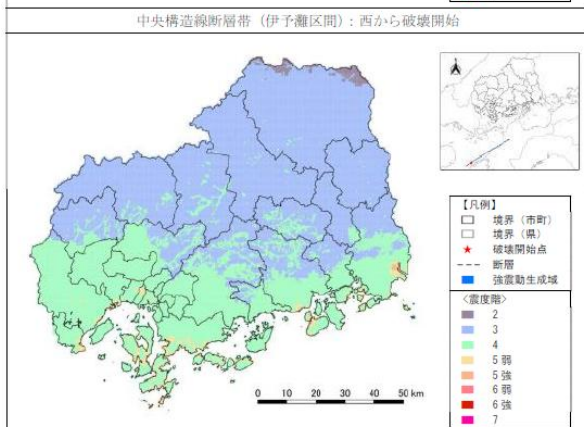 中央構造線断層帯（伊予灘区間）：西から破壊開始
【凡例】
境界（市町）
境界（県）
破壊開始点
断層
強震動生成域
<震度階>
2
3
4
5弱
5強
6弱
6強
7
0 10 20 30 40 50 km